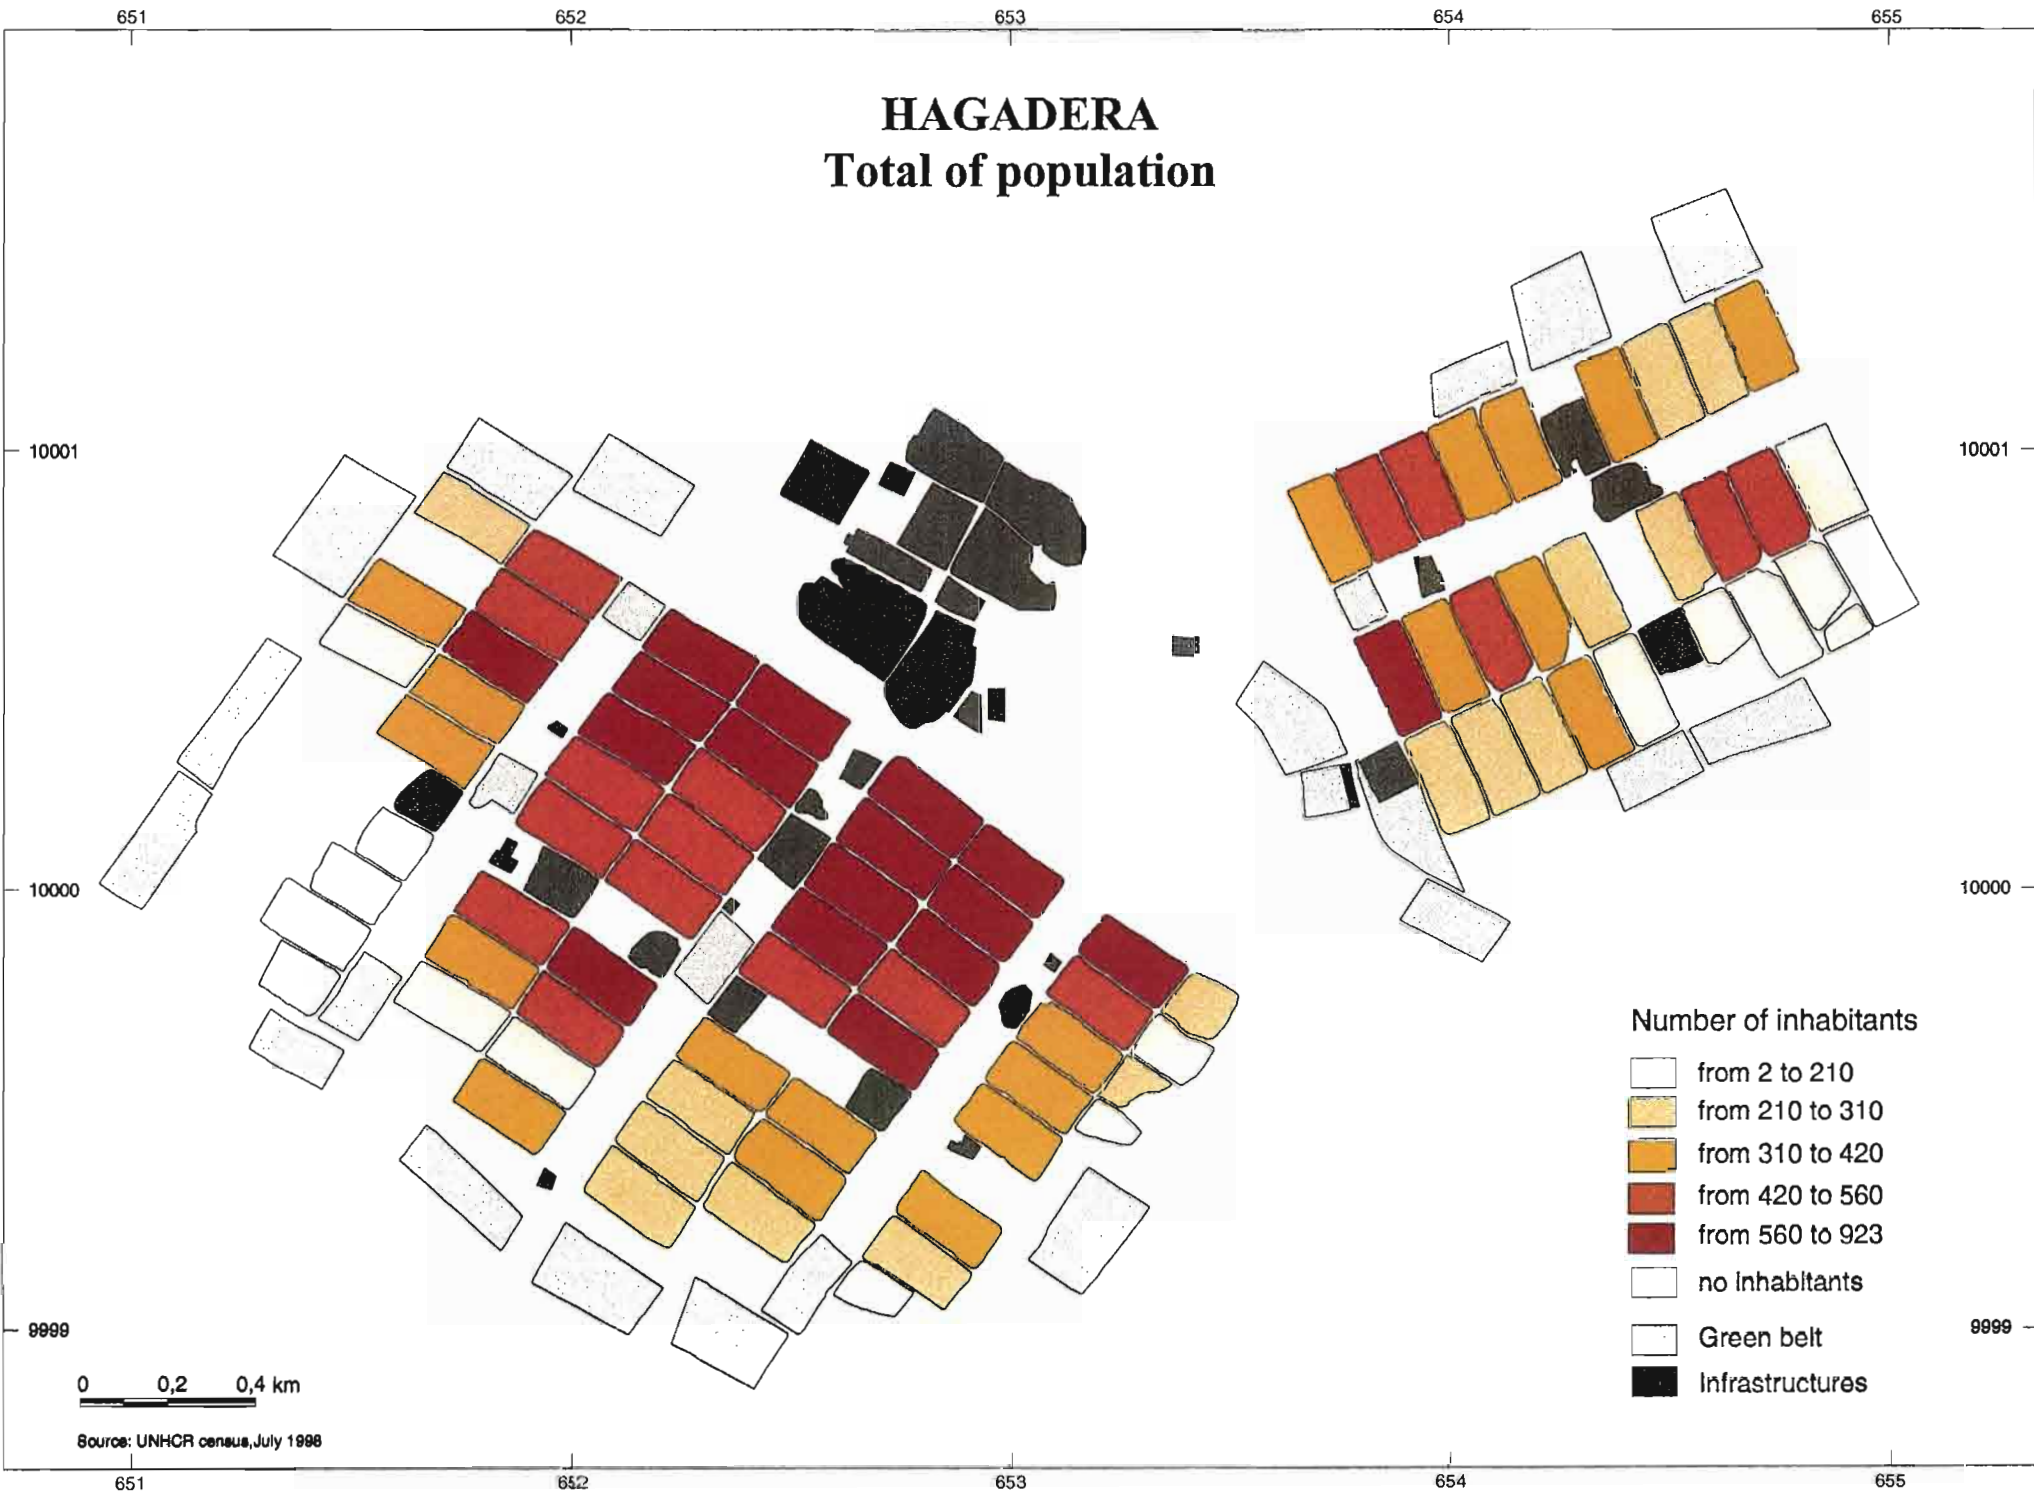 651 652 653 654 655
HAGADERA
Total of population
10001 10001
10000 10000
Number of inhabitants
from 2 to 210
from 210 to 310
from 310 to 420
from 420 to 560
from 560 to 923
no inhabitants
Green belt
Infrastructures
9999 9999
0 0,2 0,4 km
Source: UNHCR census,July 1998
651 652 653 654 655